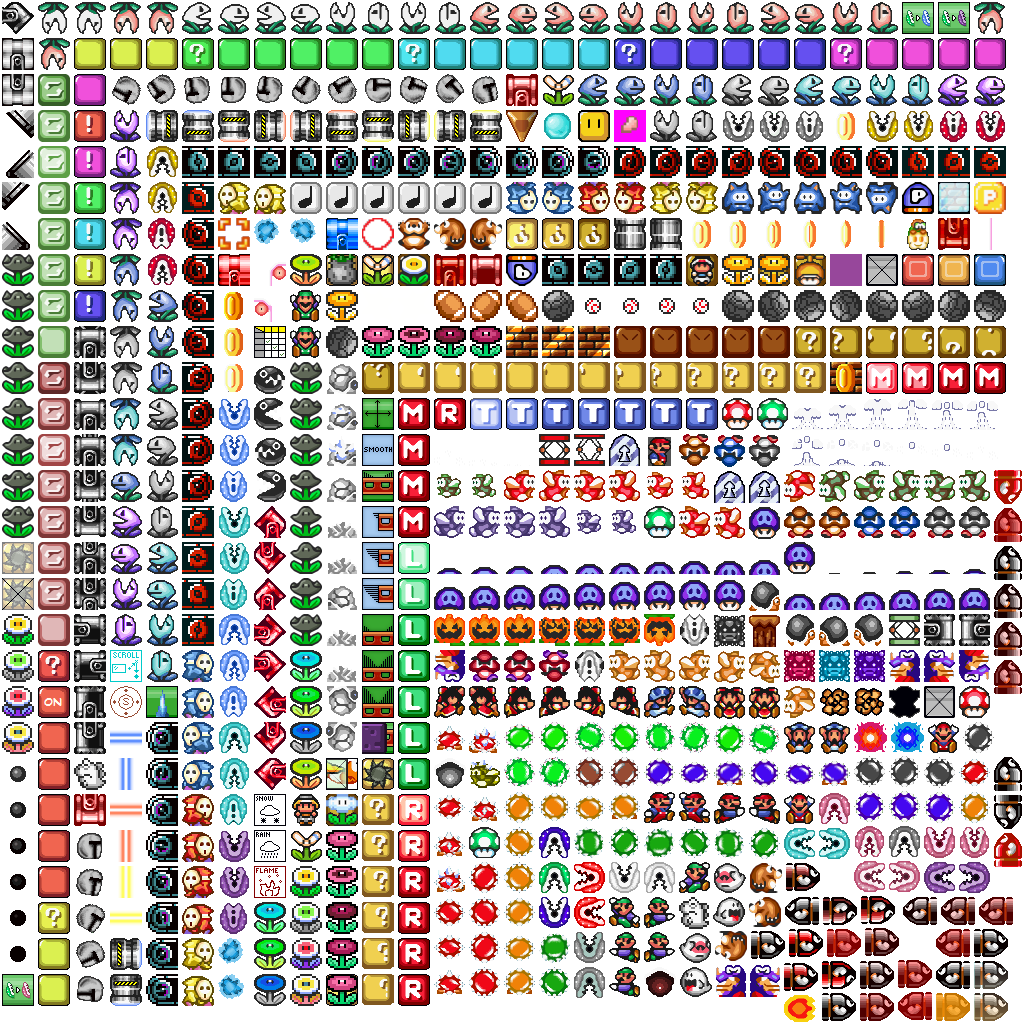 ? ? ? ?
!
!
! P P
!
! P
!
? ?
? ? ? ? M M M M
M R T T T T T T T
SMOOTH M
M
M
L
L
L
? SCROLL L
ON S L
L
L
SNOW ? R
RAIN ? R
FLAME R
? R
R
R